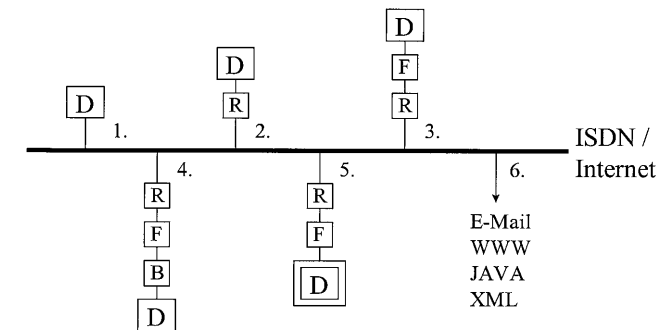 D
F
R
D
R
D
1.
2.
3.
ISDN /
Internet
4.
5.
6.
R
F
B
D
R
F
D
E-Mail
WWW
JAVA
XML